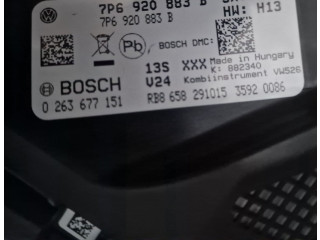 7P6 920 883 B
7P6 920 883 B
HW: H13
Pb
BOSCH DMC:
BOSCH
13S XXX Made in Hungary
K: 882340
V24 Kombiinstrument VW526
0 263 677 151
RB8 658 291015 3592 0086